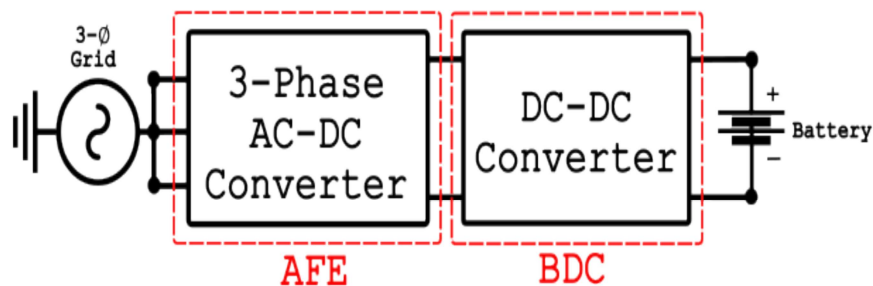 3-Ø
Grid
3-Phase
AC-DC
Converter
DC-DC
Converter
+
Battery
−
AFE
BDC